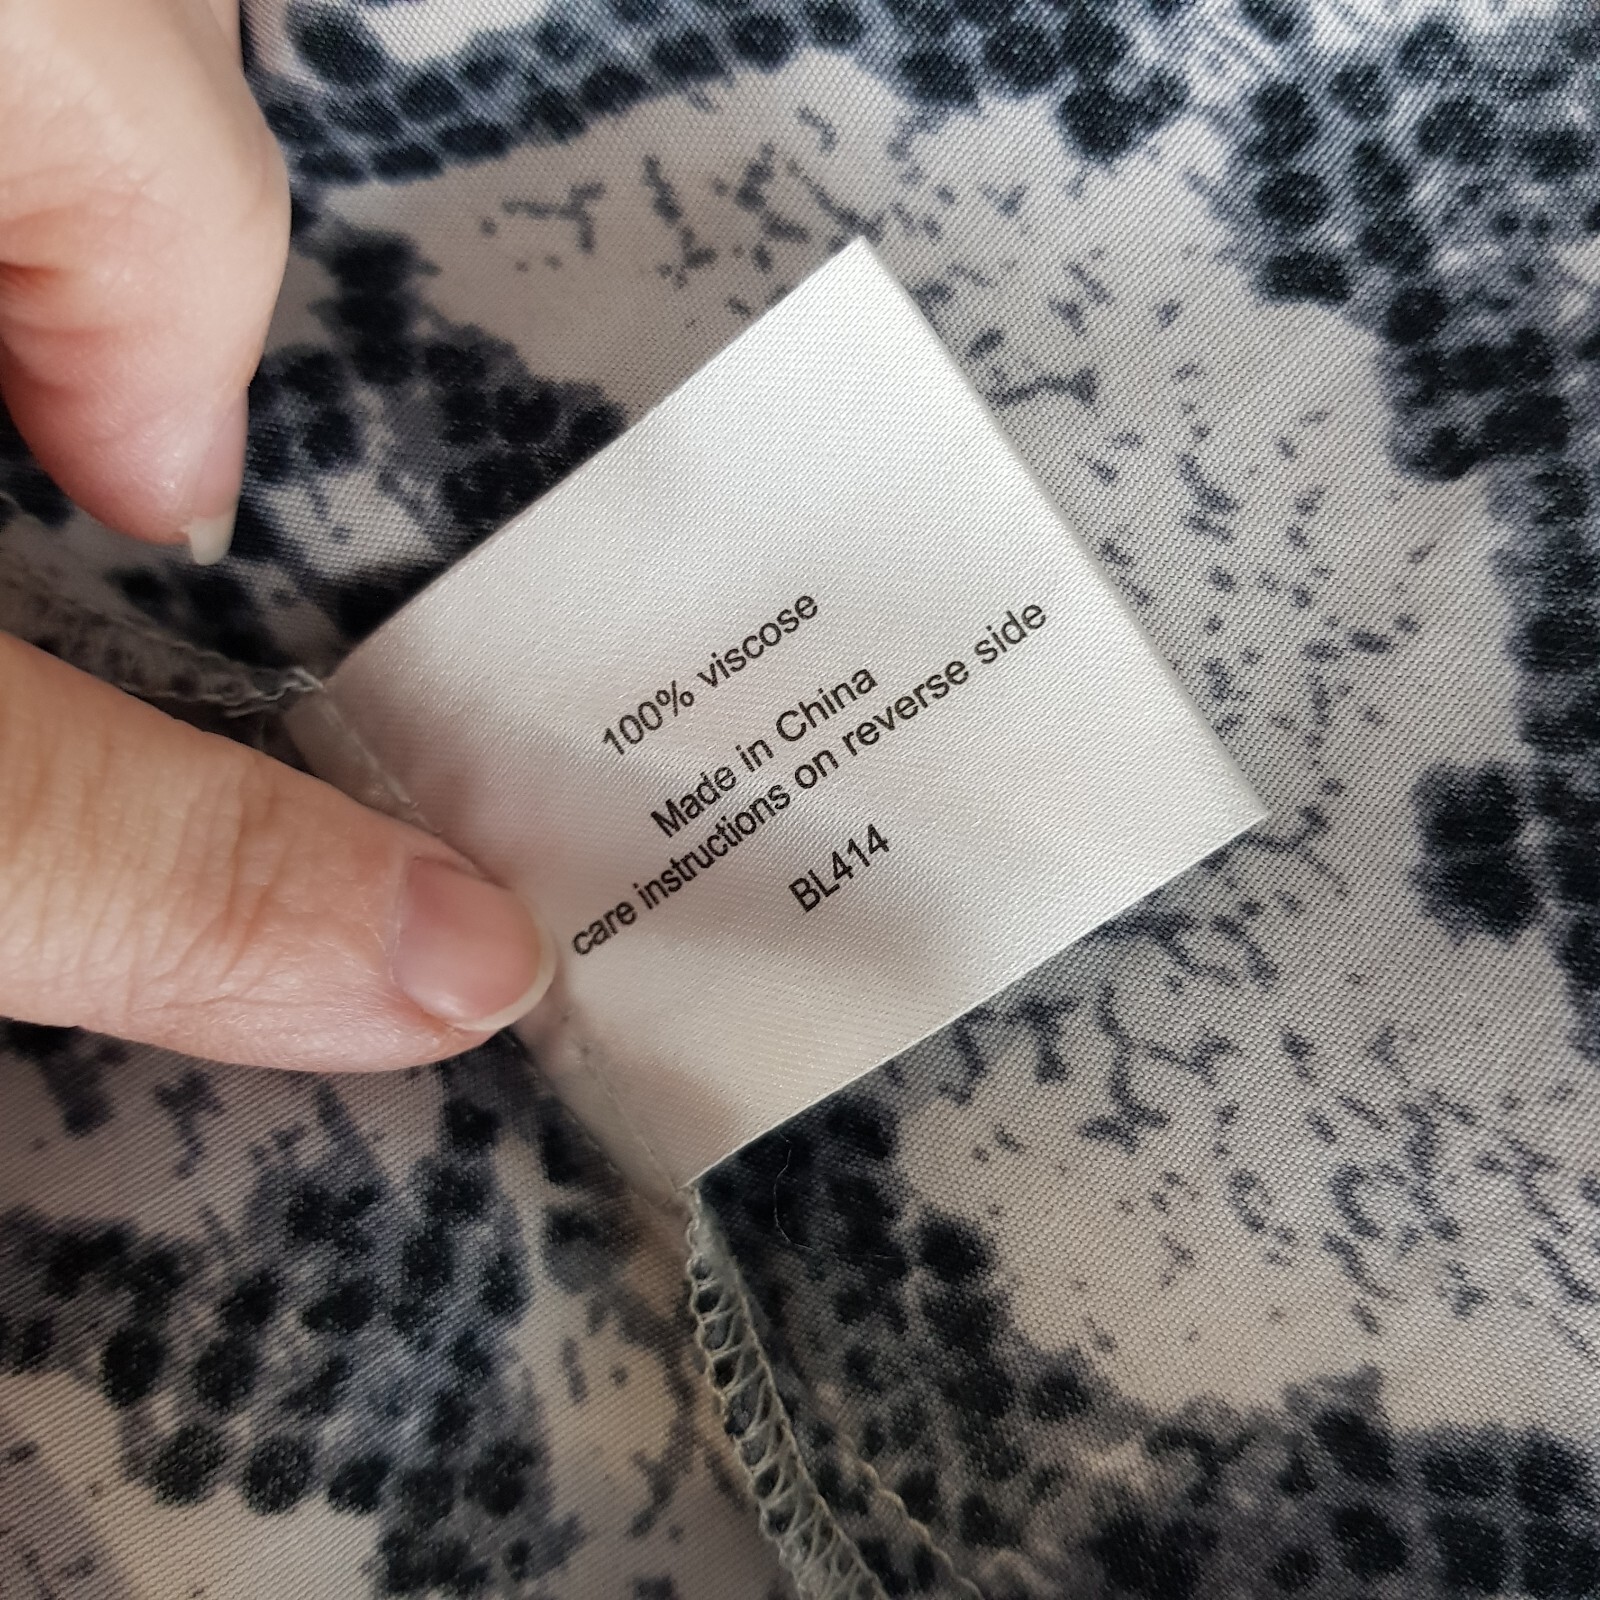 100% viscose
Made in China
care instructions on reverse side
BL414